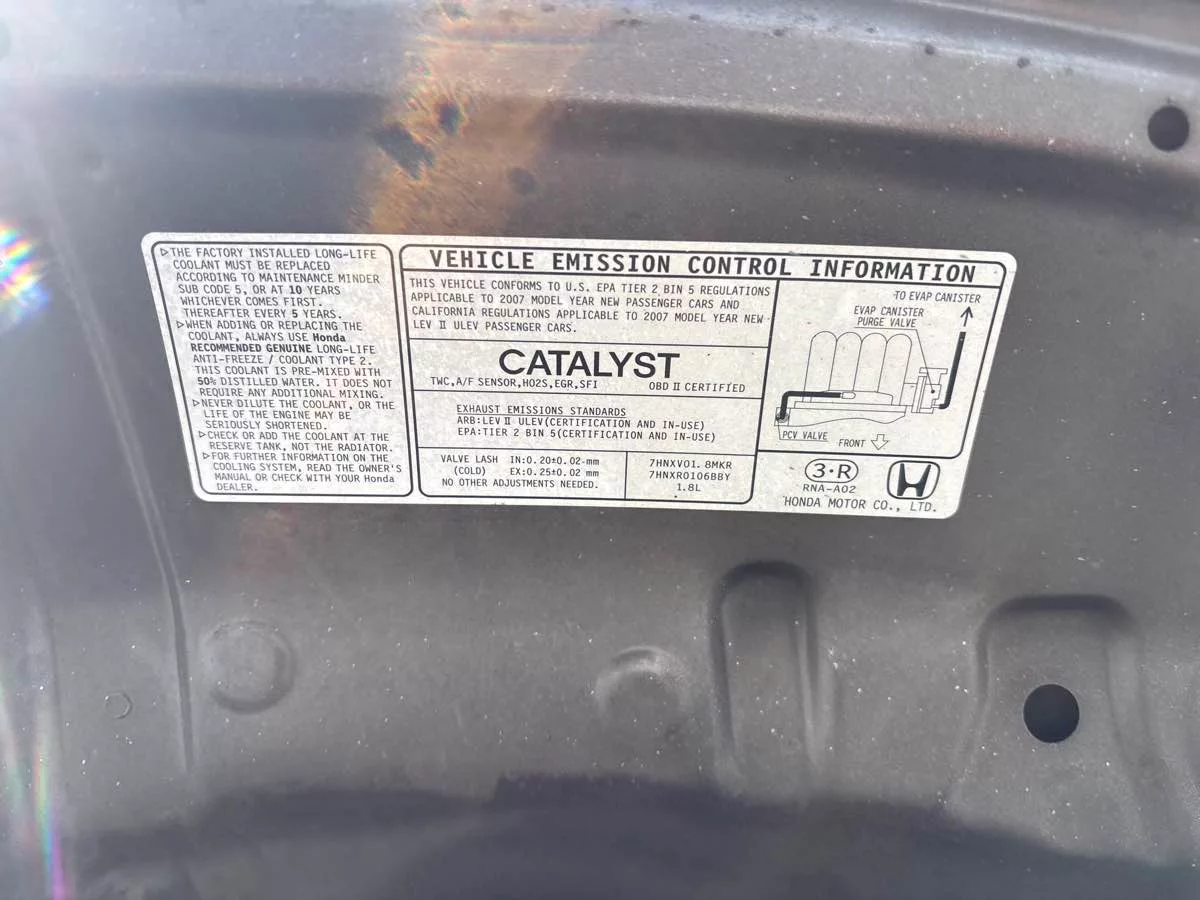 ▷THE FACTORY INSTALLED LONG-LIFE
COOLANT MUST BE REPLACED
ACCORDING TO MAINTENANCE MINDER
SUB CODE 5, OR AT 10 YEARS
WHICHEVER COMES FIRST.
THEREAFTER EVERY 5 YEARS.
▷WHEN ADDING OR REPLACING THE
COOLANT, ALWAYS USE Honda
RECOMMENDED GENUINE LONG-LIFE
ANTI-FREEZE / COOLANT TYPE 2.
THIS COOLANT IS PRE-MIXED WITH
50% DISTILLED WATER. IT DOES NOT
REQUIRE ANY ADDITIONAL MIXING.
▷NEVER DILUTE THE COOLANT, OR THE
LIFE OF THE ENGINE MAY BE
SERIOUSLY SHORTENED.
▷CHECK OR ADD THE COOLANT AT THE
RESERVE TANK, NOT THE RADIATOR.
▷FOR FURTHER INFORMATION ON THE
COOLING SYSTEM, READ THE OWNER'S
MANUAL OR CHECK WITH YOUR Honda
DEALER.
VEHICLE EMISSION CONTROL INFORMATION
THIS VEHICLE CONFORMS TO U.S. EPA TIER 2 BIN 5 REGULATIONS
APPLICABLE TO 2007 MODEL YEAR NEW PASSENGER CARS AND
CALIFORNIA REGULATIONS APPLICABLE TO 2007 MODEL YEAR NEW
LEV II ULEV PASSENGER CARS.
CATALYST
TWC,A/F SENSOR,HO2S,EGR,SFI OBD II CERTIFIED
EXHAUST EMISSIONS STANDARDS
ARB:LEV II ULEV(CERTIFICATION AND IN-USE)
EPA:TIER 2 BIN 5(CERTIFICATION AND IN-USE)
VALVE LASH IN:0.20±0.02 mm
(COLD) EX:0.25±0.02 mm
NO OTHER ADJUSTMENTS NEEDED.
7HNXV01.8MKR
7HNXR0106BBY
1.8L
TO EVAP CANISTER
EVAP CANISTER
PURGE VALVE
PCV VALVE
FRONT
3·R
RNA-A02
HONDA MOTOR CO., LTD.